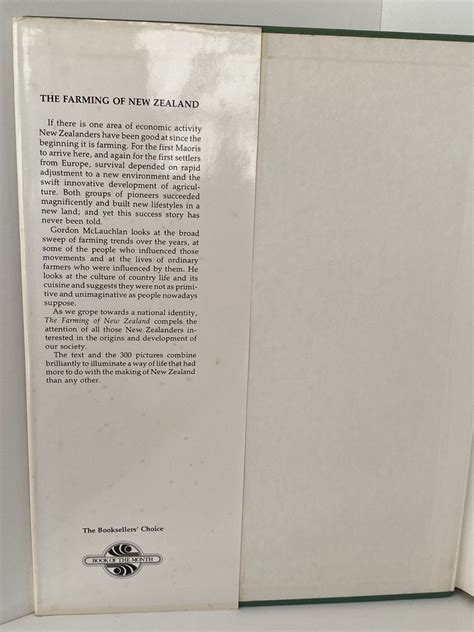 THE FARMING OF NEW ZEALAND
If there is one area of economic activity
New Zealanders have been good at since the
beginning it is farming. For the first Maoris
to arrive here, and again for the first settlers
from Europe, survival depended on rapid
adjustment to a new environment and the
swift innovative development of agricul-
ture. Both groups of pioneers succeeded
magnificently and built new lifestyles in a
new land; and yet this success story has
never been told.
Gordon McLauchlan looks at the broad
sweep of farming trends over the years, at
some of the people who influenced those
movements and at the lives of ordinary
farmers who were influenced by them. He
looks at the culture of country life and its
cuisine and suggests they were not as primi-
tive and unimaginative as people nowadays
suppose.
As we grope towards a national identity,
The Farming of New Zealand compels the
attention of all those New Zealanders in-
terested in the origins and development of
our society.
The text and the 300 pictures combine
brilliantly to illuminate a way of life that had
more to do with the making of New Zealand
than any other.
The Booksellers' Choice
BOOK OF THE MONTH